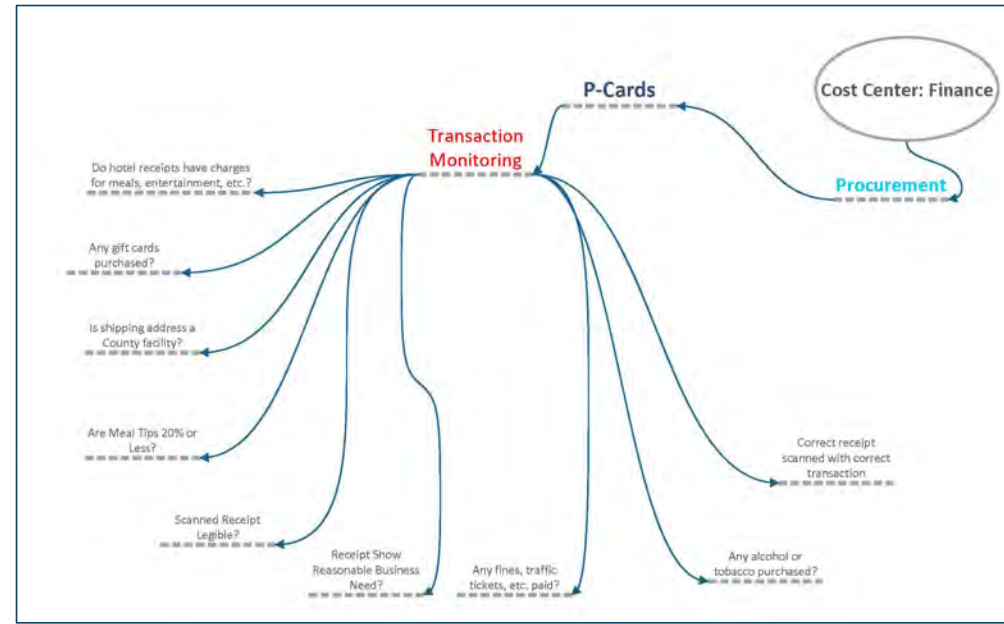 Cost Center: Finance
P-Cards
Procurement
Transaction
Monitoring
Do hotel receipts have charges
for meals, entertainment, etc.?
Any gift cards
purchased?
Is shipping address a
County facility?
Are Meal Tips 20% or
Less?
Scanned Receipt
Legible?
Receipt Show
Reasonable Business
Need?
Any fines, traffic
tickets, etc. paid?
Any alcohol or
tobacco purchased?
Correct receipt
scanned with correct
transaction